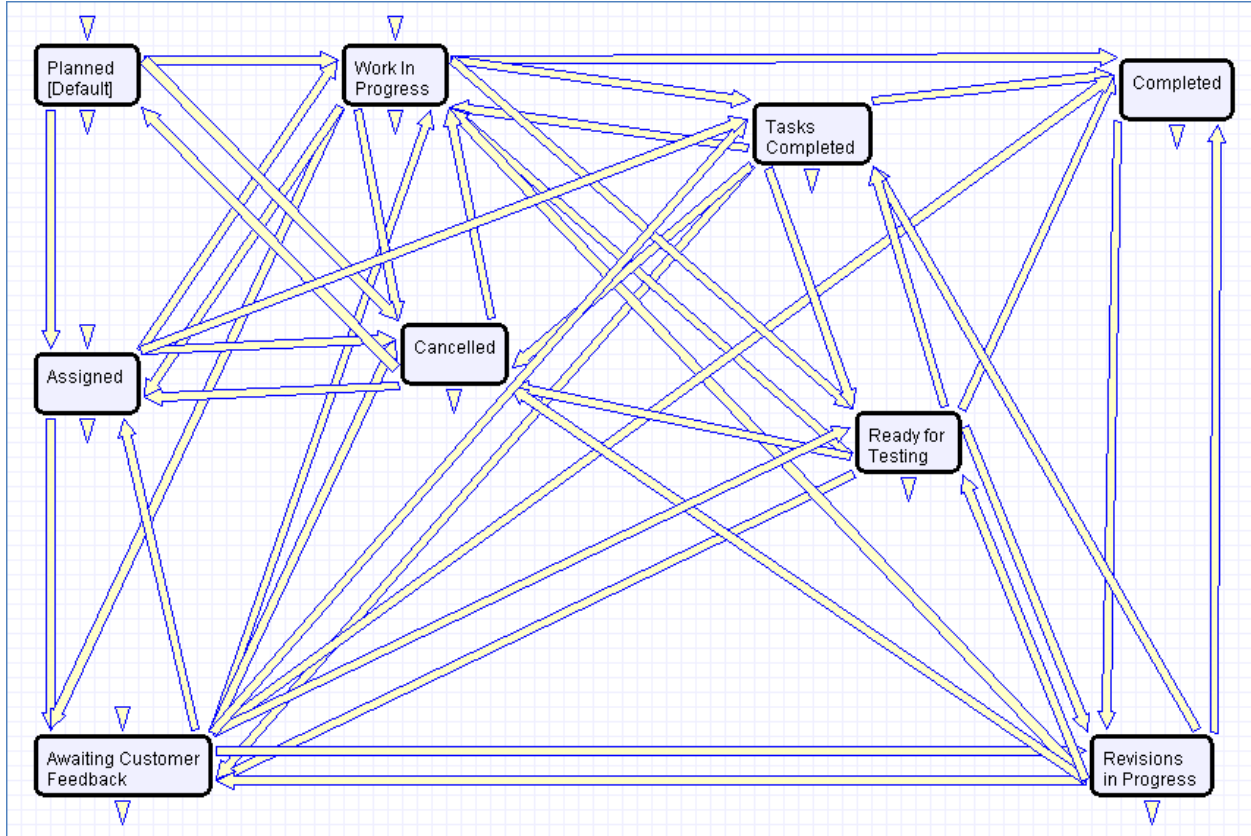 Planned
[Default]
Work In
Progress
Completed
Tasks
Completed
Cancelled
Assigned
Ready for
Testing
Awaiting Customer
Feedback
Revisions
in Progress